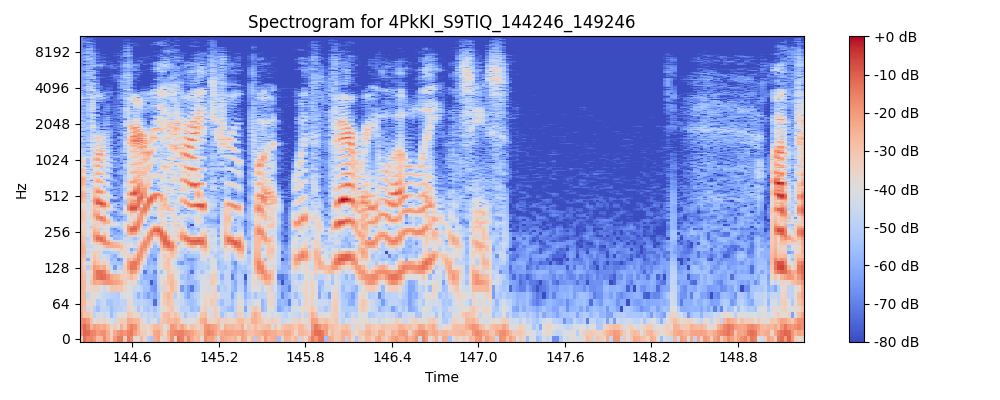 Spectrogram for 4PkKI_S9TIQ_144246_149246
Hz
8192
4096
2048
1024
512
256
128
64
0
144.6 145.2 145.8 146.4 147.0 147.6 148.2 148.8
Time
+0 dB
-10 dB
-20 dB
-30 dB
-40 dB
-50 dB
-60 dB
-70 dB
-80 dB